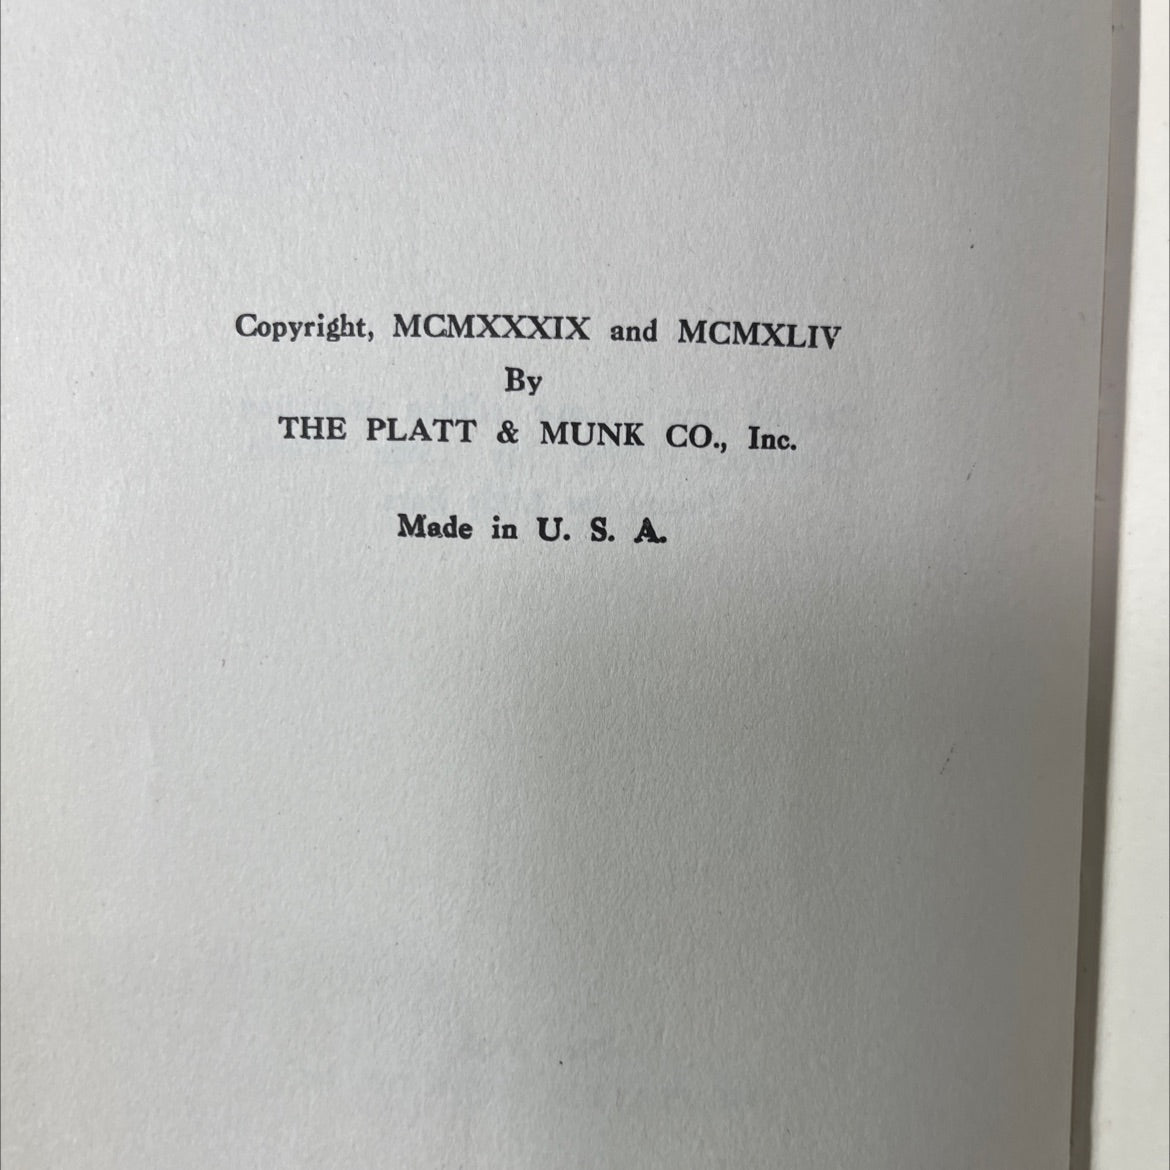 Copyright, MCMXXXIX and MCMXLIV
By
THE PLATT & MUNK CO., Inc.
Made in U. S. A.